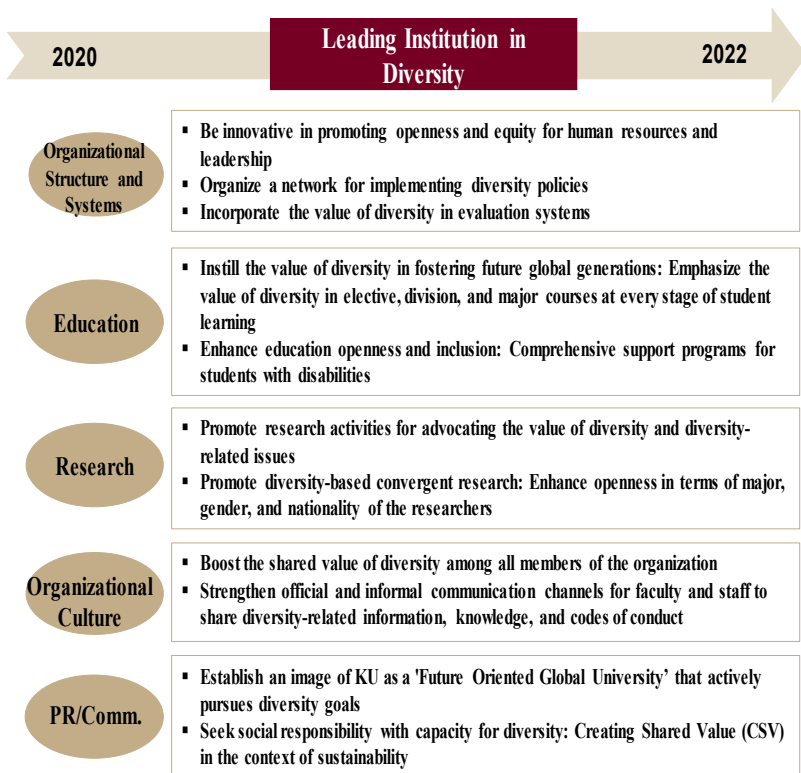 2020
Leading Institution in
Diversity
2022
Organizational
Structure and
Systems
▪ Be innovative in promoting openness and equity for human resources and
leadership
▪ Organize a network for implementing diversity policies
▪ Incorporate the value of diversity in evaluation systems
Education
▪ Instill the value of diversity in fostering future global generations: Emphasize the
value of diversity in elective, division, and major courses at every stage of student
learning
▪ Enhance education openness and inclusion: Comprehensive support programs for
students with disabilities
Research
▪ Promote research activities for advocating the value of diversity and diversity-
related issues
▪ Promote diversity-based convergent research: Enhance openness in terms of major,
gender, and nationality of the researchers
Organizational
Culture
▪ Boost the shared value of diversity among all members of the organization
▪ Strengthen official and informal communication channels for faculty and staff to
share diversity-related information, knowledge, and codes of conduct
PR/Comm.
▪ Establish an image of KU as a 'Future Oriented Global University’ that actively
pursues diversity goals
▪ Seek social responsibility with capacity for diversity: Creating Shared Value (CSV)
in the context of sustainability